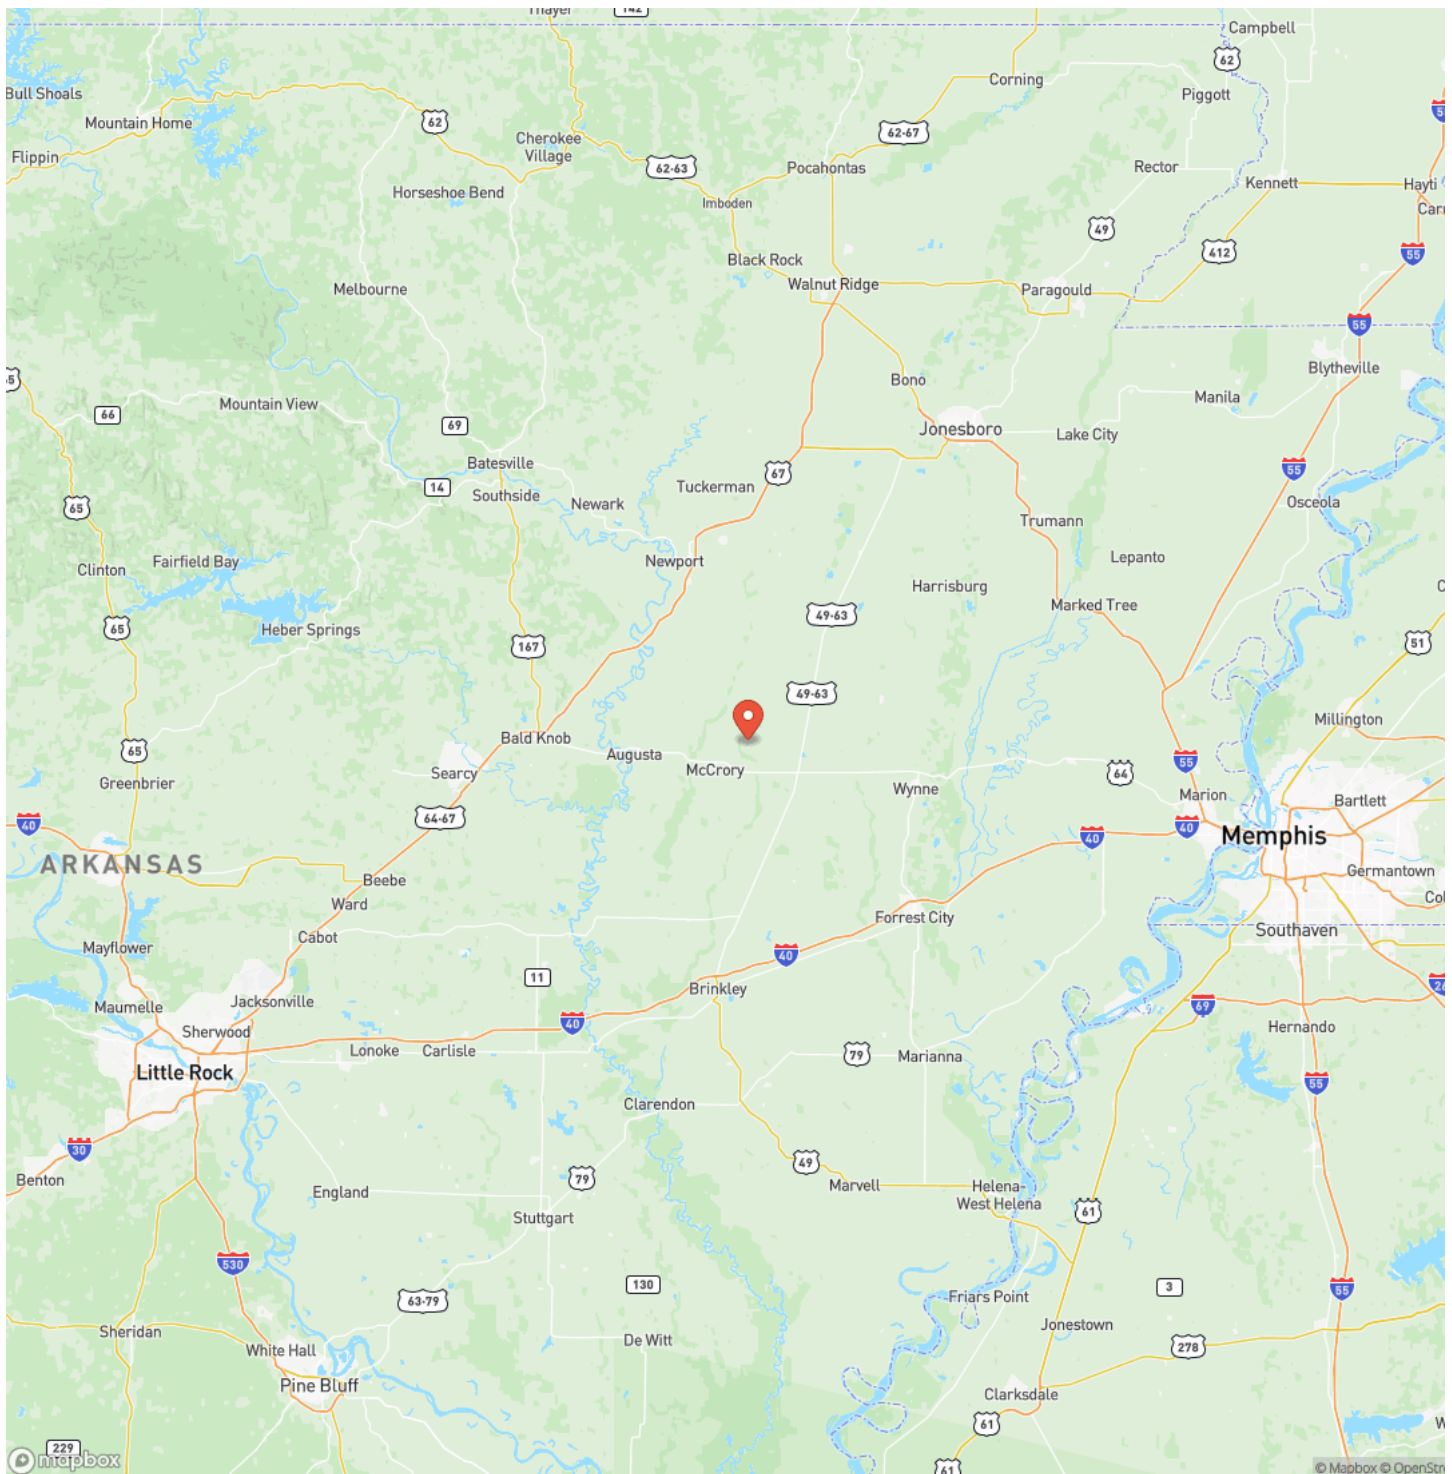 Thayer
142
Campbell
62
Corning
Piggott
Bull Shoals
Mountain Home
62
62-67
Cherokee
Village
Flippin
62-63
Pocahontas
Rector
Kennett
Hayti
Horseshoe Bend
Imboden
49
412
55
Black Rock
Walnut Ridge
Melbourne
Paragould
55
Blytheville
Bono
Manila
66
Mountain View
69
Jonesboro
Lake City
Batesville
67
55
14
Southside
Tuckerman
Newark
Osceola
65
Trumann
Clinton
Fairfield Bay
Newport
Lepanto
Harrisburg
Marked Tree
65
Heber Springs
49-63
167
51
49-63
Millington
65
Bald Knob
Augusta
McCrory
55
64
Searcy
Greenbrier
Wynne
Marion
Bartlett
40
64-67
40
40
Memphis
ARKANSAS
Germantown
Beebe
Ward
Forrest City
Cabot
Southaven
Mayflower
40
11
Brinkley
Maumelle
Jacksonville
69
Sherwood
40
Hernando
Lonoke
Carlisle
79
Marianna
Little Rock
55
Clarendon
30
49
Benton
79
England
Marvell
Helena-
West Helena
61
Stuttgart
530
130
3
55
63-79
Friars Point
Sheridan
Jonestown
White Hall
De Witt
278
Pine Bluff
Clarksdale
61
229
mapbox
61
© Mapbox © OpenStre